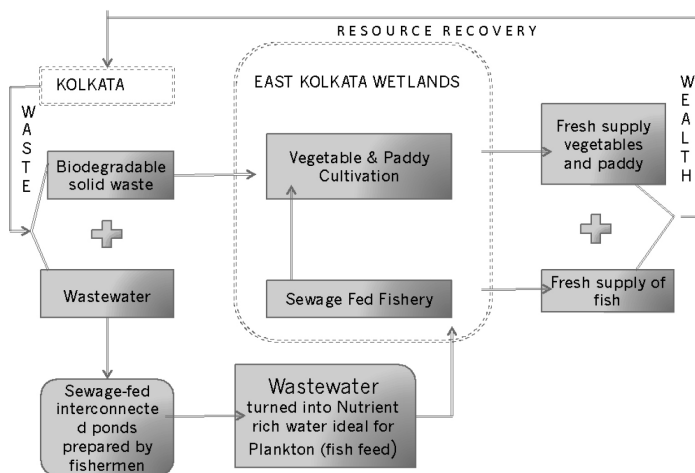 RESOURCE RECOVERY
KOLKATA
EAST KOLKATA WETLANDS
WASTE
WEALTH
Biodegradable
solid waste
Vegetable & Paddy
Cultivation
Fresh supply
vegetables
and paddy
Wastewater
Sewage Fed Fishery
Fresh supply of
fish
Sewage-fed
interconnecte
d ponds
prepared by
fishermen
Wastewater
turned into Nutrient
rich water ideal for
Plankton (fish feed)